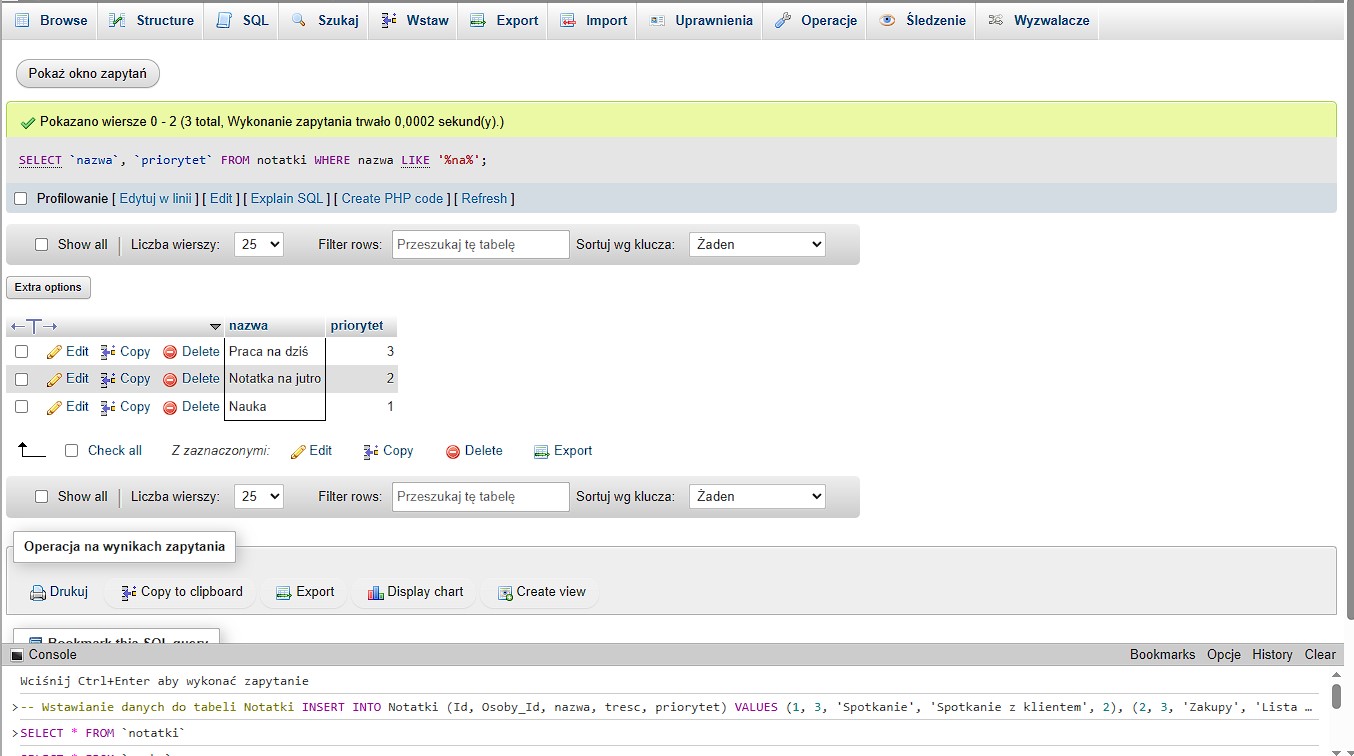 Browse Structure SQL Szukaj Wstaw Export Import Uprawnienia Operacje Śledzenie Wyzwalacze
Pokaż okno zapytań
Pokazano wiersze 0 - 2 (3 total, Wykonanie zapytania trwało 0,0002 sekund(y).)
SELECT `nazwa`, `priorytet` FROM notatki WHERE nazwa LIKE '%na%';
Profilowanie [ Edytuj w linii ] [ Edit ] [ Explain SQL ] [ Create PHP code ] [ Refresh ]
Show all | Liczba wierszy: 25 Filter rows: Przeszukaj tę tabelę Sortuj wg klucza: Żaden
Extra options
←T→ nazwa priorytet
Edit Copy Delete Praca na dziś 3
Edit Copy Delete Notatka na jutro 2
Edit Copy Delete Nauka 1
Check all Z zaznaczonymi: Edit Copy Delete Export
Show all | Liczba wierszy: 25 Filter rows: Przeszukaj tę tabelę Sortuj wg klucza: Żaden
Operacja na wynikach zapytania
Drukuj Copy to clipboard Export Display chart Create view
Bookmark this SQL query
Console Bookmarks Opcje History Clear
Wciśnij Ctrl+Enter aby wykonać zapytanie
>-- Wstawianie danych do tabeli Notatki INSERT INTO Notatki (Id, Osoby_Id, nazwa, tresc, priorytet) VALUES (1, 3, 'Spotkanie', 'Spotkanie z klientem', 2), (2, 3, 'Zakupy', 'Lista …
>SELECT * FROM `notatki`
SELECT * FROM